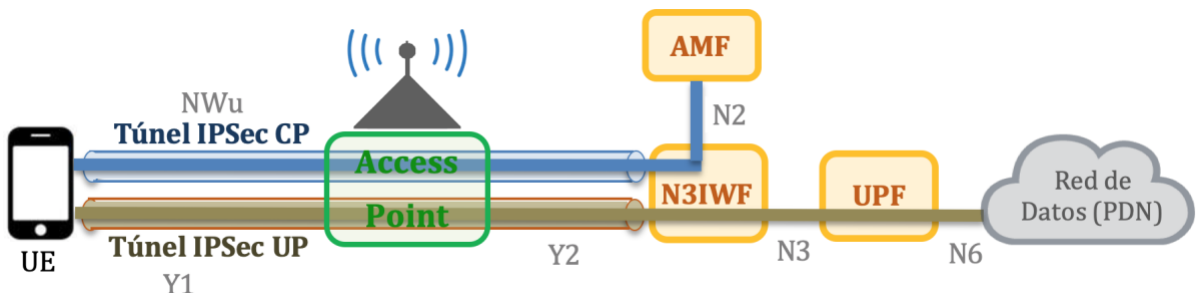 AMF
NWu
N2
Túnel IPSec CP
Access
Point
N3IWF
UPF
Red de
Datos (PDN)
Túnel IPSec UP
UE
Y1
Y2
N3
N6